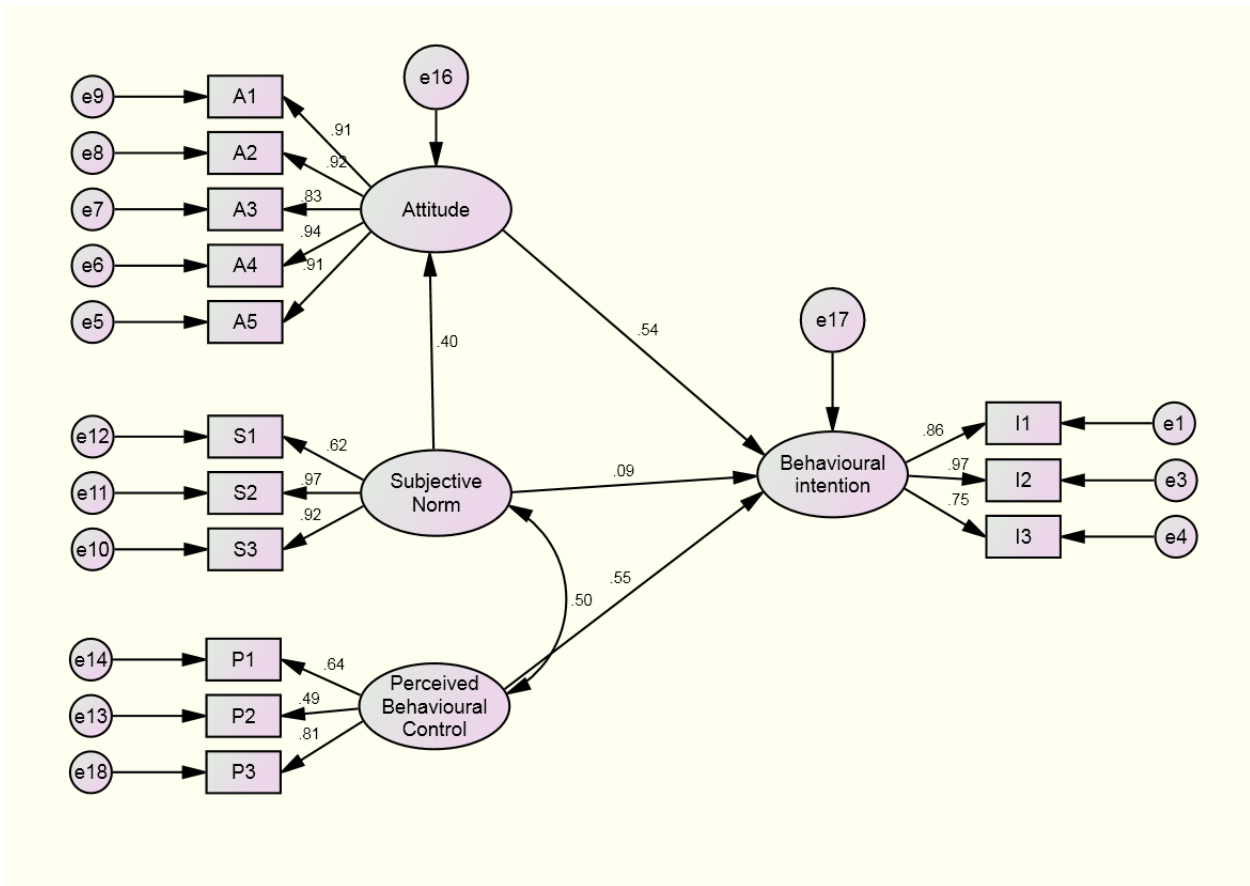 e16
e9
A1
.91
e8
A2
.92
e7
A3
.83
Attitude
e6
A4
.94
e5
A5
.91
.40
.54
e17
e12
S1
.62
e11
S2
.97
Subjective
Norm
.09
e10
S3
.92
Behavioural
intention
.86
I1
e1
.97
I2
e3
.75
I3
e4
.55
.50
e14
P1
.64
e13
P2
.49
Perceived
Behavioural
Control
e18
P3
.81